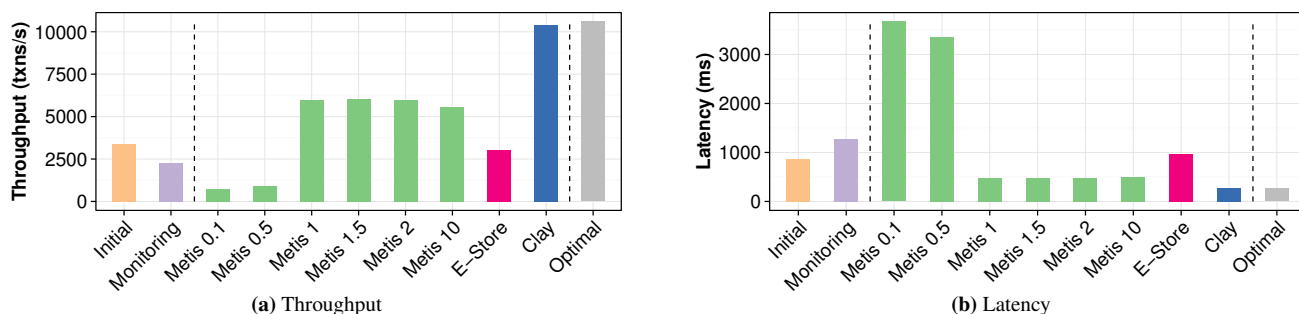 Throughput (txns/s)
10000
7500
5000
2500
0
Initial
Monitoring
Metis 0.1
Metis 0.5
Metis 1
Metis 1.5
Metis 2
Metis 10
E−Store
Clay
Optimal
(a) Throughput
Latency (ms)
3000
2000
1000
0
Initial
Monitoring
Metis 0.1
Metis 0.5
Metis 1
Metis 1.5
Metis 2
Metis 10
E−Store
Clay
Optimal
(b) Latency